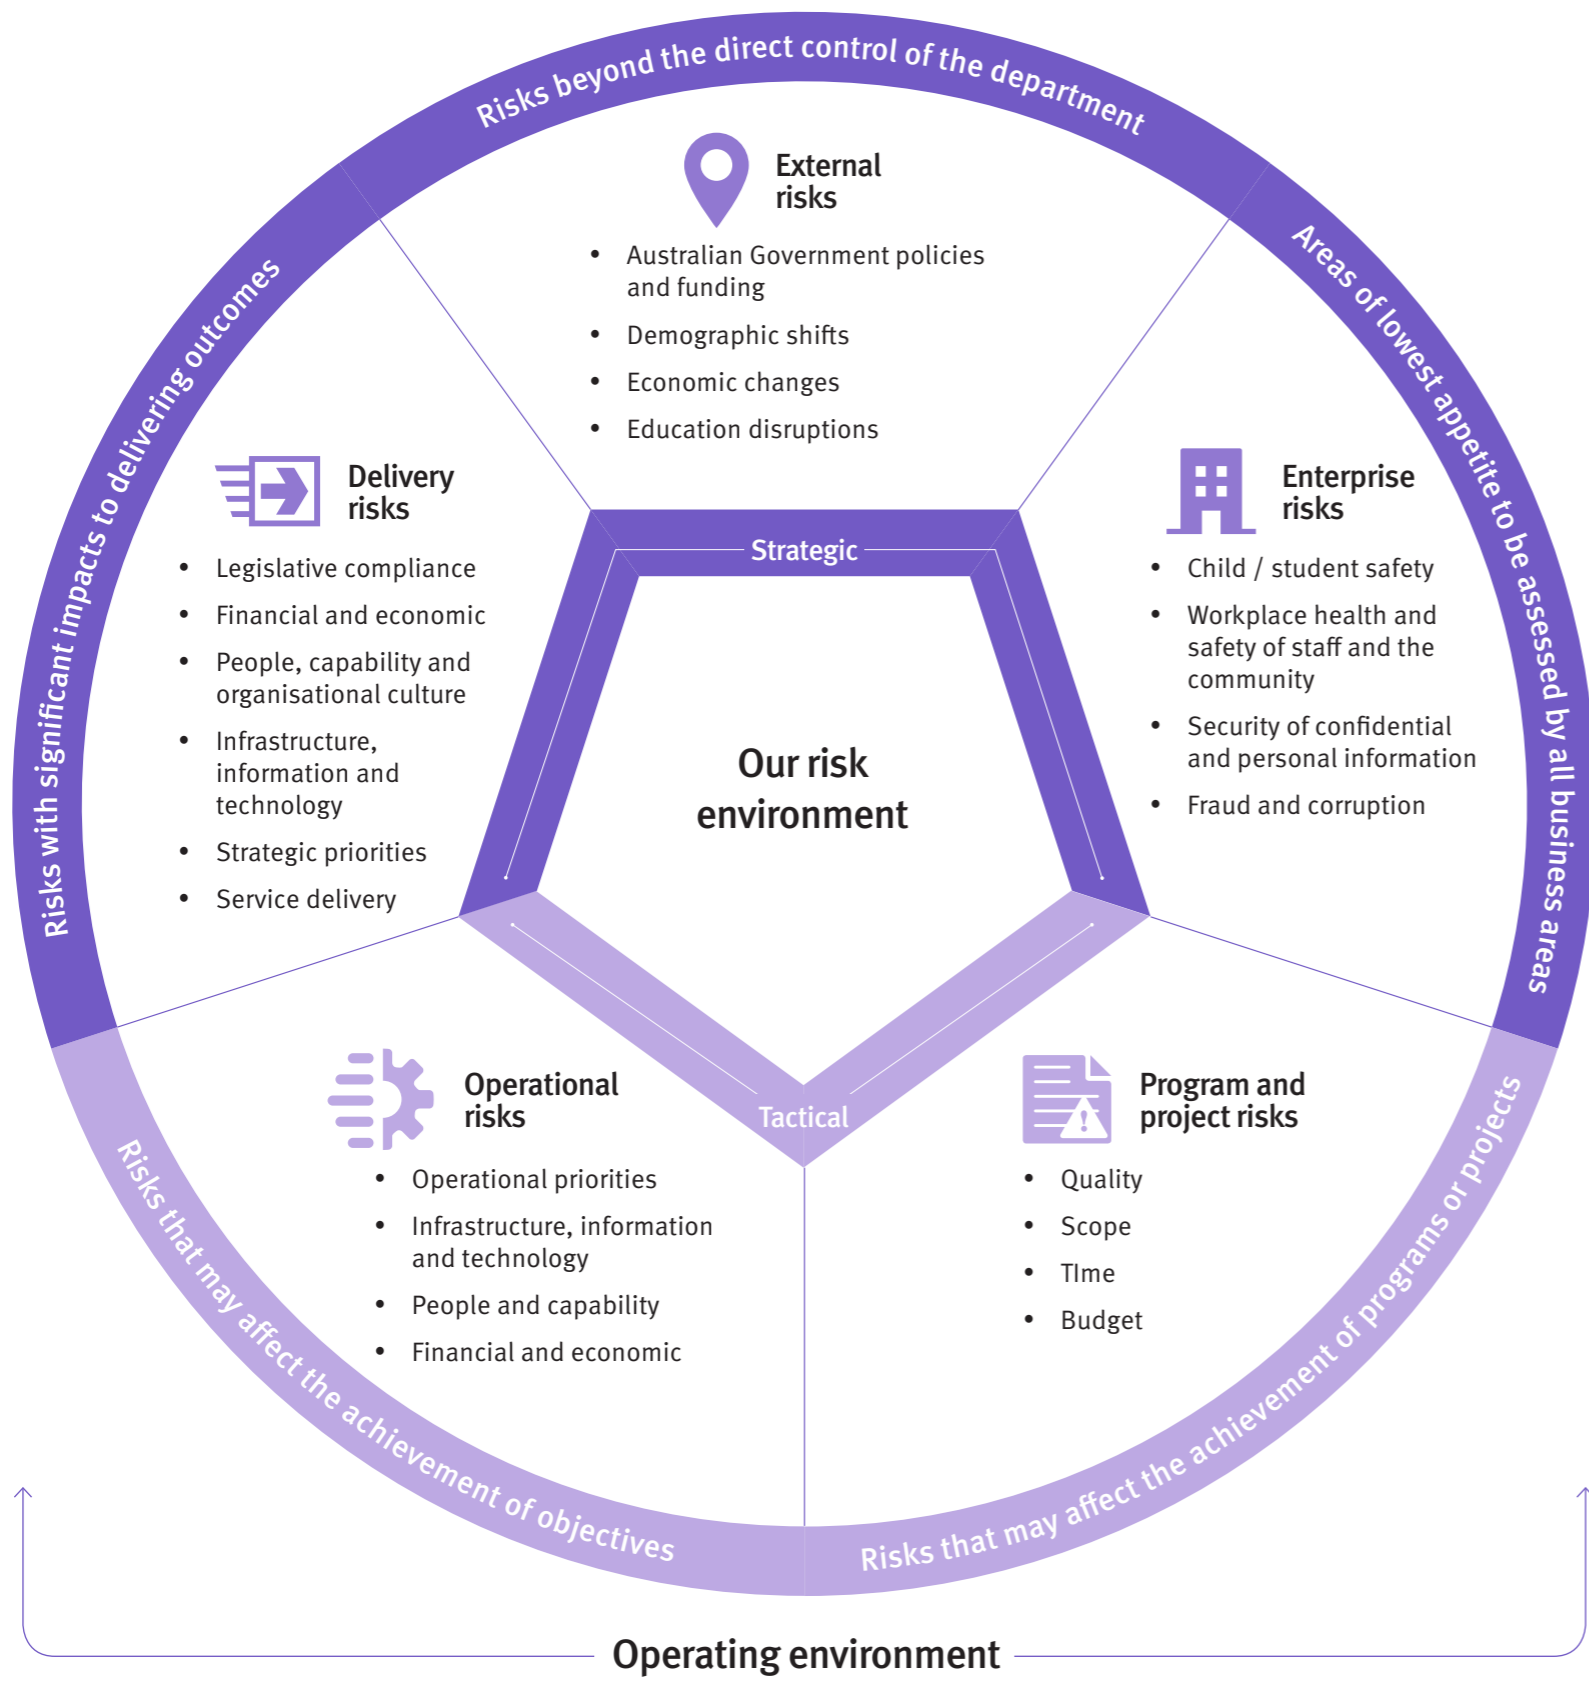 Risks beyond the direct control of the department
External
risks
• Australian Government policies
and funding
• Demographic shifts
• Economic changes
• Education disruptions
Risks with significant impacts to delivering outcomes
Delivery
risks
• Legislative compliance
• Financial and economic
• People, capability and
organisational culture
• Infrastructure,
information and
technology
• Strategic priorities
• Service delivery
Areas of lowest appetite to be assessed by all business areas
Enterprise
risks
• Child / student safety
• Workplace health and
safety of staff and the
community
• Security of confidential
and personal information
• Fraud and corruption
Strategic
Our risk
environment
Tactical
Operational
risks
• Operational priorities
• Infrastructure, information
and technology
• People and capability
• Financial and economic
Risks that may affect the achievement of objectives
Program and
project risks
• Quality
• Scope
• TIme
• Budget
Risks that may affect the achievement of programs or projects
Operating environment